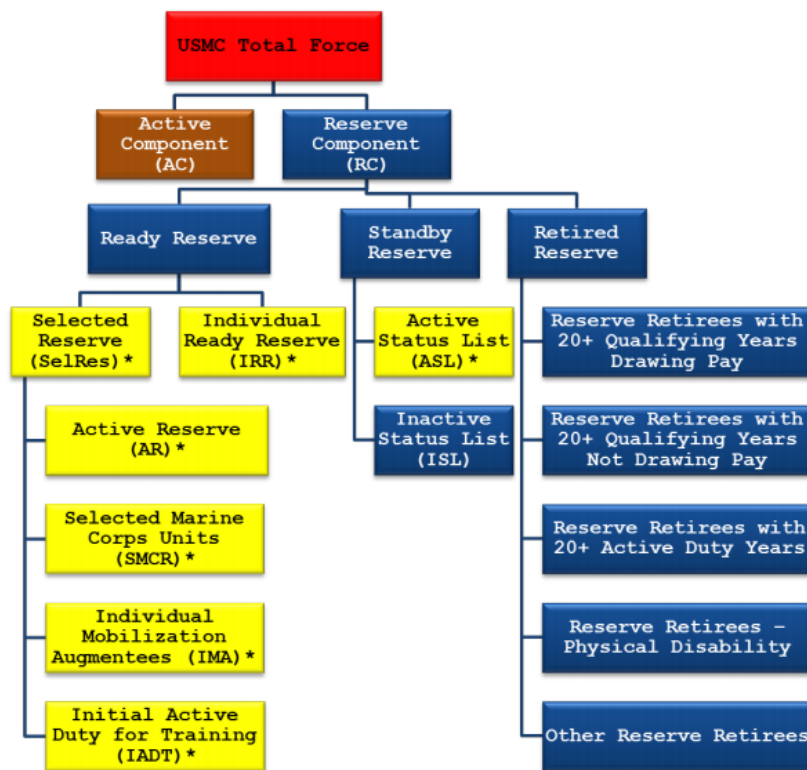 USMC Total Force
Active
Component
(AC)
Reserve
Component
(RC)
Ready Reserve
Standby
Reserve
Retired
Reserve
Selected
Reserve
(SelRes)*
Individual
Ready Reserve
(IRR)*
Active
Status List
(ASL)*
Reserve Retirees with
20+ Qualifying Years
Drawing Pay
Active Reserve
(AR)*
Inactive
Status List
(ISL)
Reserve Retirees with
20+ Qualifying Years
Not Drawing Pay
Selected Marine
Corps Units
(SMCR)*
Reserve Retirees with
20+ Active Duty Years
Individual
Mobilization
Augmentees (IMA)*
Reserve Retirees –
Physical Disability
Initial Active
Duty for Training
(IADT)*
Other Reserve Retirees